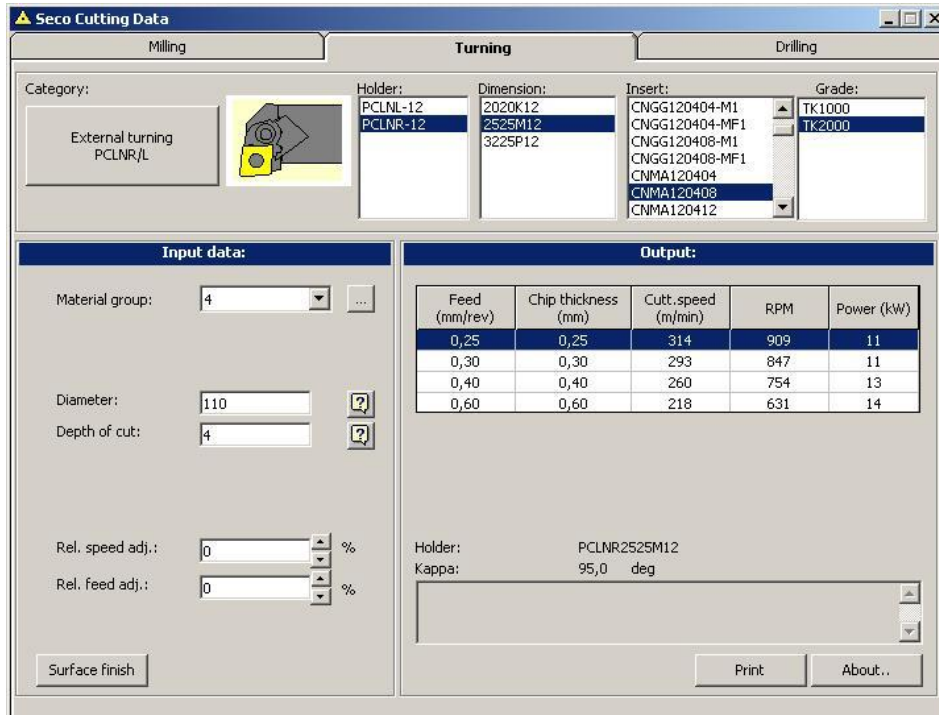 Seco Cutting Data
Milling
Turning
Drilling
Category:
External turning
PCLNR/L
Holder:
PCLNL-12
PCLNR-12
Dimension:
2020K12
2525M12
3225P12
Insert:
CNGG120404-M1
CNGG120404-MF1
CNGG120408-M1
CNGG120408-MF1
CNMA120404
CNMA120408
CNMA120412
Grade:
TK1000
TK2000
Input data:
Material group: 4 ...
Diameter: 110
Depth of cut: 4
Rel. speed adj.: 0 %
Rel. feed adj.: 0 %
Surface finish
Output:
Feed (mm/rev) Chip thickness (mm) Cutt.speed (m/min) RPM Power (kW)
0,25 0,25 314 909 11
0,30 0,30 293 847 11
0,40 0,40 260 754 13
0,60 0,60 218 631 14
Holder: PCLNR2525M12
Kappa: 95,0 deg
Print About..